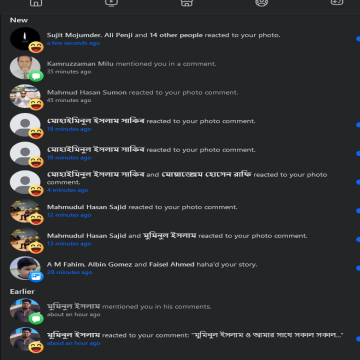 New
Sujit Mojumder, Ali Penji and 14 other people reacted to your photo.
a few seconds ago
Kamruzzaman Milu mentioned you in a comment.
35 minutes ago
Mahmud Hasan Sumon reacted to your photo comment.
45 minutes ago
মোহাইমিনুল ইসলাম সাকিব reacted to your photo comment.
10 minutes ago
মোহাইমিনুল ইসলাম সাকিব reacted to your photo comment.
10 minutes ago
মোহাইমিনুল ইসলাম সাকিব and মোয়াজ্জেম হোসেন রাফি reacted to your photo
comment.
4 minutes ago
Mahmudul Hasan Sajid reacted to your photo comment.
12 minutes ago
Mahmudul Hasan Sajid and মুমিনুল ইসলাম reacted to your photo comment.
13 minutes ago
A M Fahim, Albin Gomez and Faisel Ahmed haha'd your story.
20 minutes ago
Earlier
মুমিনুল ইসলাম mentioned you in his comments.
about an hour ago
মুমিনুল ইসলাম reacted to your comment: "মুমিনুল ইসলাম ও আমার সাথে সকাল সকাল..."
about an hour ago